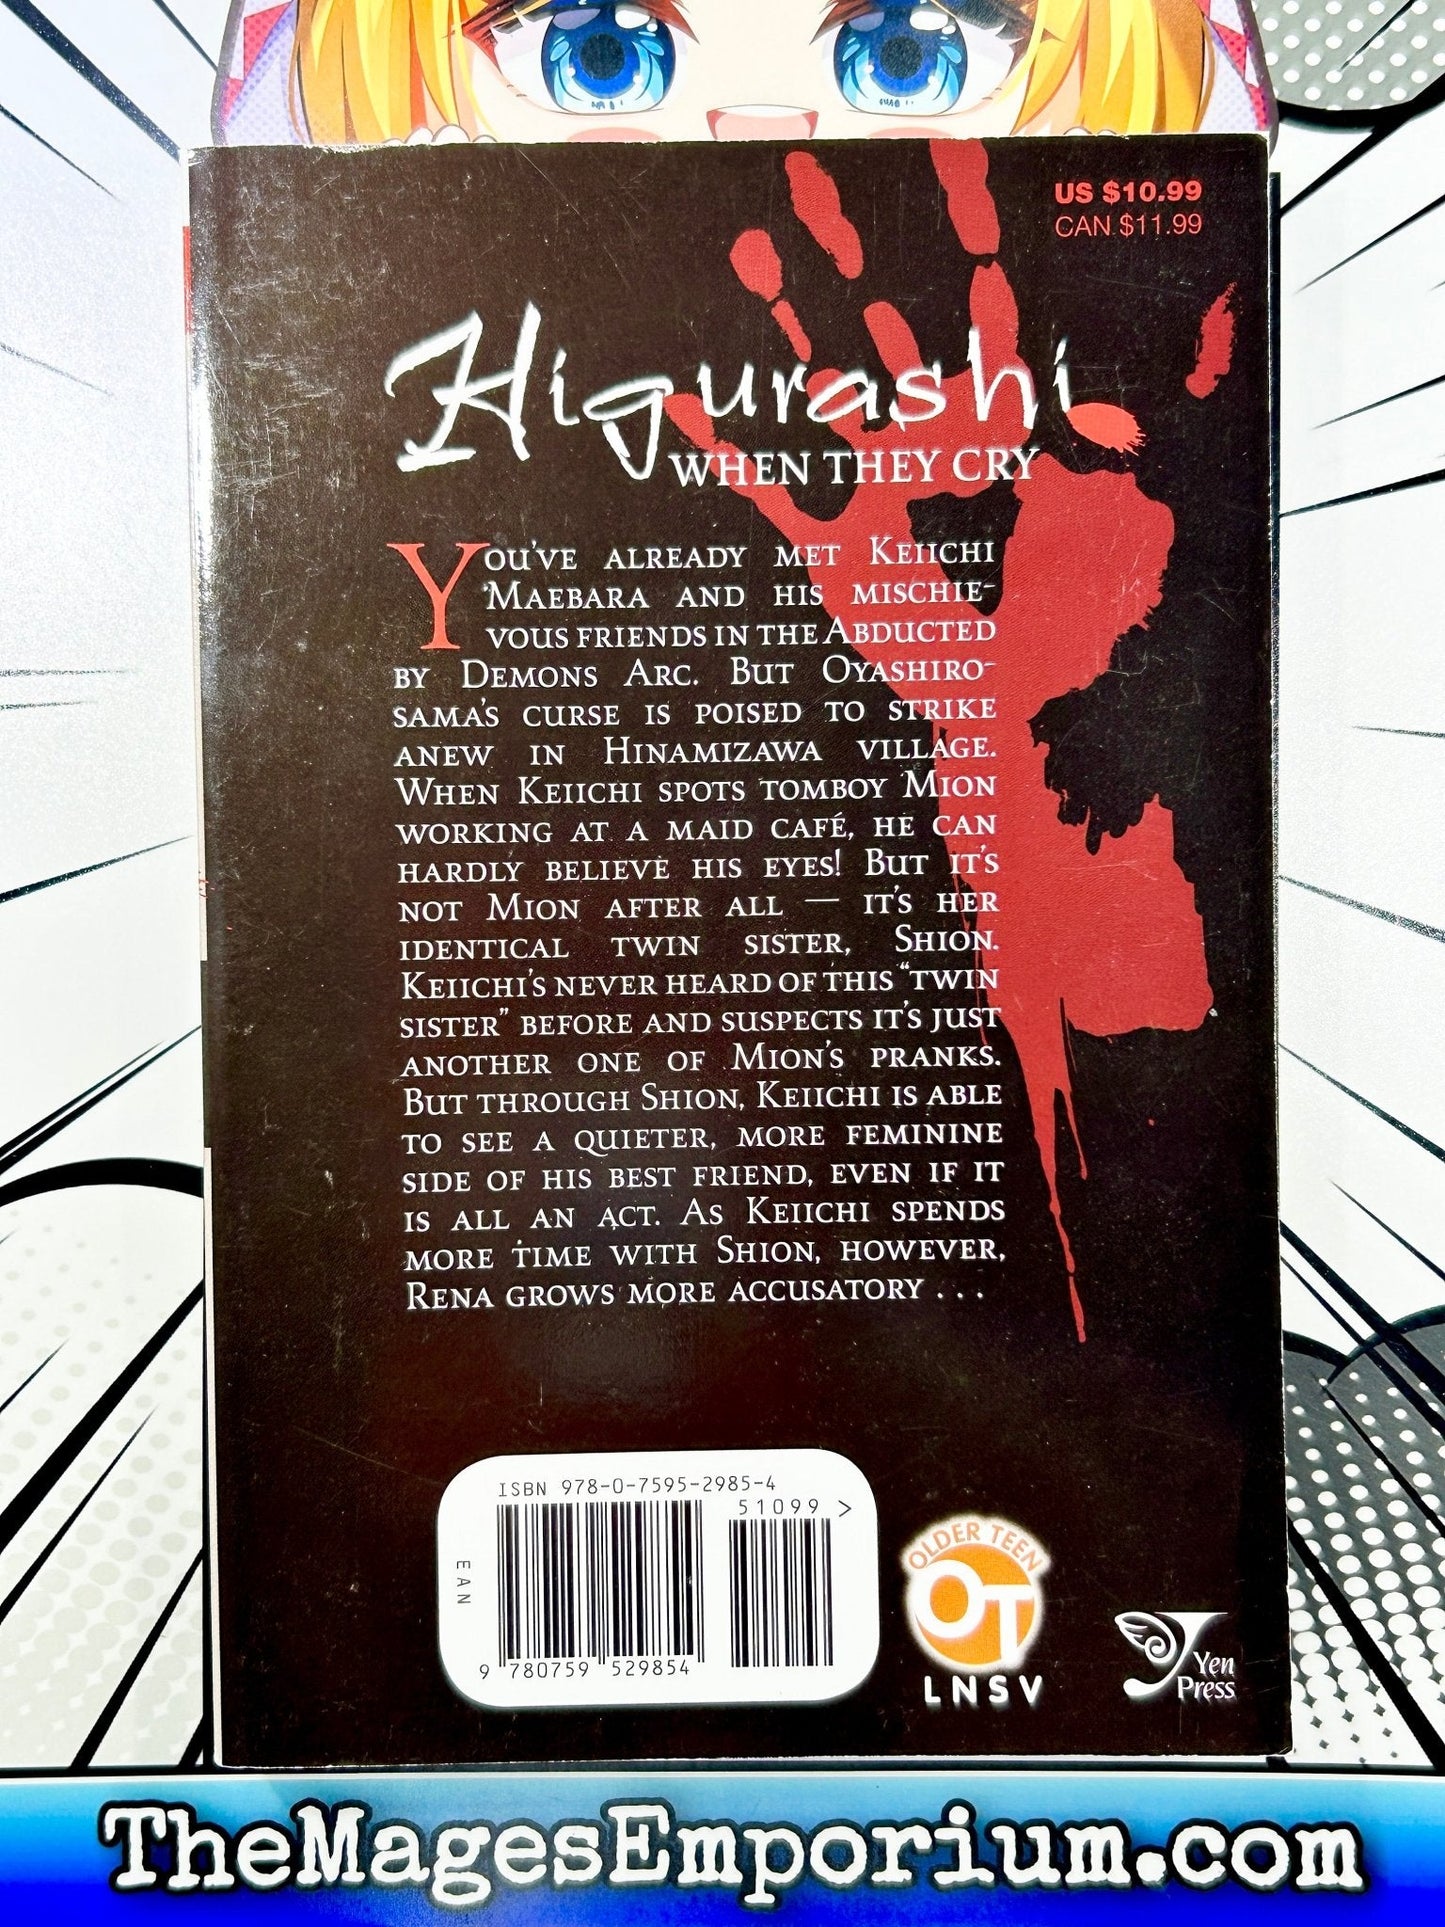 US $10.99
CAN $11.99
Higurashi
WHEN THEY CRY
YOU'VE ALREADY MET KEIICHI
MAEBARA AND HIS MISCHIE-
VOUS FRIENDS IN THE ABDUCTED
BY DEMONS ARC. BUT OYASHIRO-
SAMA'S CURSE IS POISED TO STRIKE
ANEW IN HINAMIZAWA VILLAGE.
WHEN KEIICHI SPOTS TOMBOY MION
WORKING AT A MAID CAFÉ, HE CAN
HARDLY BELIEVE HIS EYES! BUT IT'S
NOT MION AFTER ALL — IT'S HER
IDENTICAL TWIN SISTER, SHION.
KEIICHI'S NEVER HEARD OF THIS "TWIN
SISTER" BEFORE AND SUSPECTS IT'S JUST
ANOTHER ONE OF MION'S PRANKS.
BUT THROUGH SHION, KEIICHI IS ABLE
TO SEE A QUIETER, MORE FEMININE
SIDE OF HIS BEST FRIEND, EVEN IF IT
IS ALL AN ACT. AS KEIICHI SPENDS
MORE TIME WITH SHION, HOWEVER,
RENA GROWS MORE ACCUSATORY . . .
ISBN 978-0-7595-2985-4
51099 >
EAN
9 780759 529854
OLDER TEEN
OT
LNSV
Yen
Press
TheMagesEmporium.com